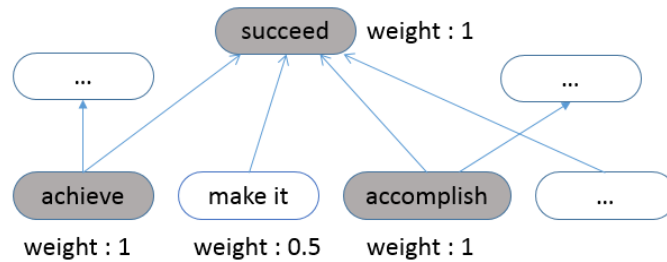 succeed weight : 1
...
...
achieve
make it
accomplish
...
weight : 1
weight : 0.5
weight : 1